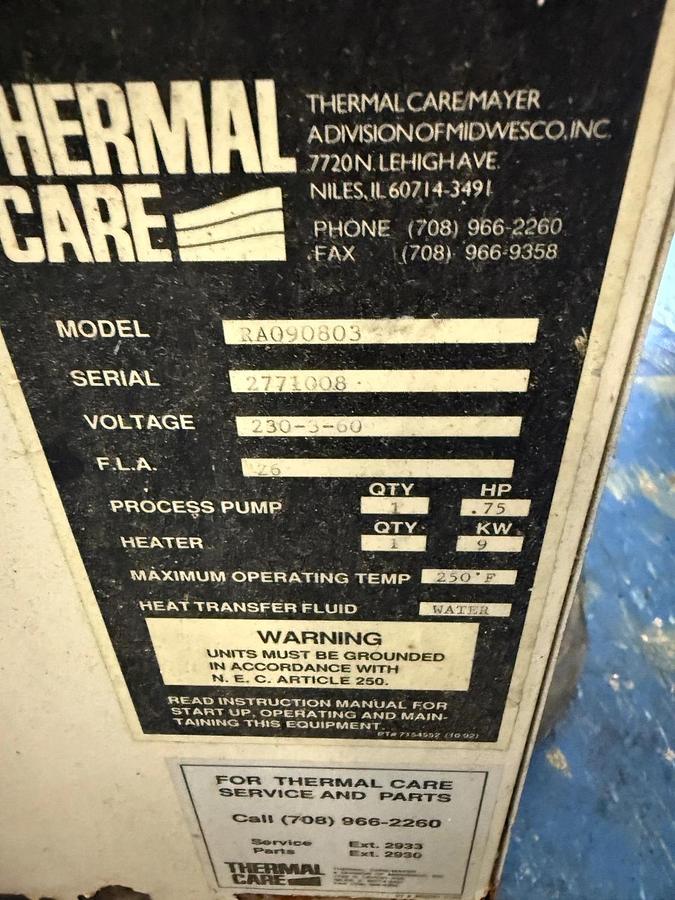 HERMAL
CARE
THERMAL CARE/MAYER
A DIVISION OF MIDWESCO, INC.
7720 N. LEHIGH AVE.
NILES, IL 60714-3491
PHONE (708) 966-2260
FAX (708) 966-9358
MODEL RA090803
SERIAL 2771008
VOLTAGE 230-3-60
F.L.A. 26
QTY HP
PROCESS PUMP 1 .75
QTY. KW
HEATER 1 9
MAXIMUM OPERATING TEMP 250°F
HEAT TRANSFER FLUID WATER
WARNING
UNITS MUST BE GROUNDED
IN ACCORDANCE WITH
N. E. C. ARTICLE 250.
READ INSTRUCTION MANUAL FOR
START UP, OPERATING AND MAIN-
TAINING THIS EQUIPMENT.
PT# 7154552 (10/92)
FOR THERMAL CARE
SERVICE AND PARTS
Call (708) 966-2260
Service Ext. 2933
Parts Ext. 2930
THERMAL
CARE